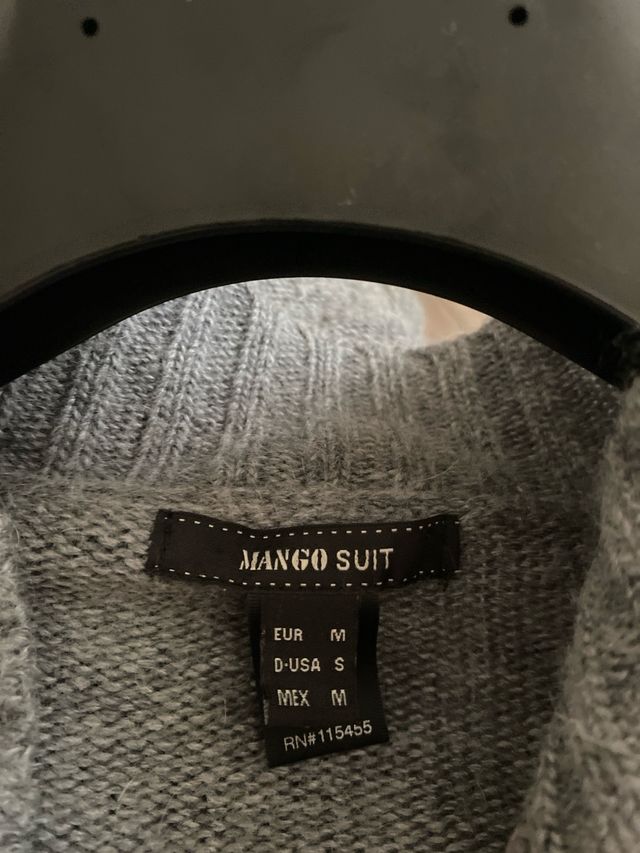 MANGO SUIT
EUR M
D-USA S
MEX M
RN#115455